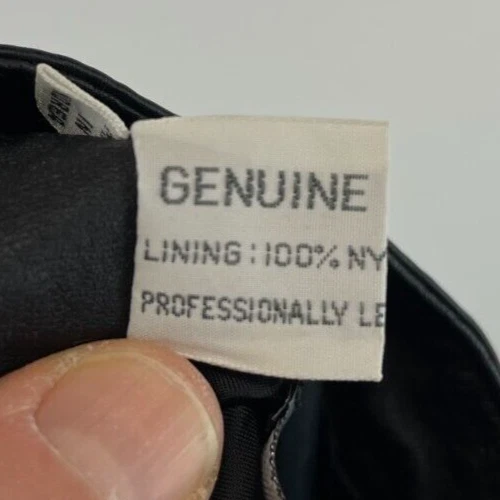 GENUINE
LINING: 100% NY
PROFESSIONALLY LE